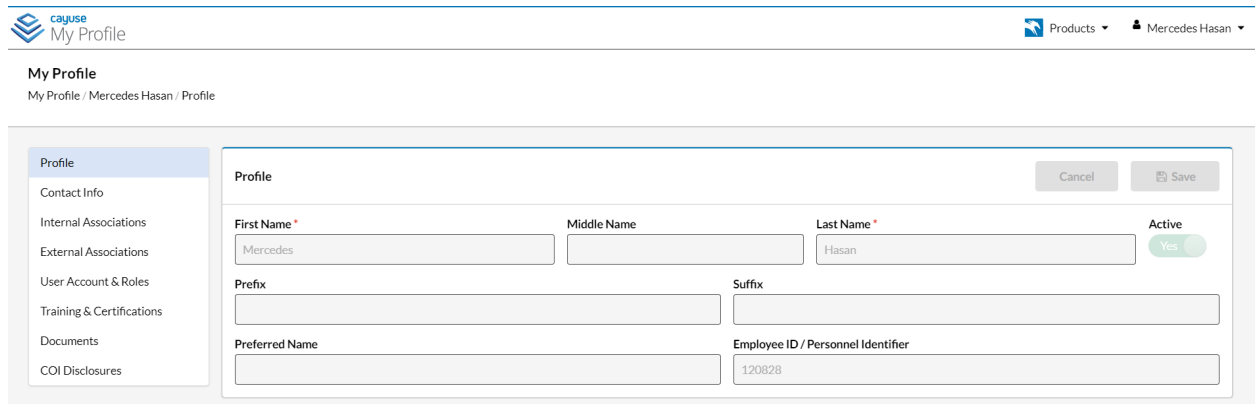 cayuse
My Profile
Products
Mercedes Hasan
My Profile
My Profile / Mercedes Hasan / Profile
Profile
Contact Info
Internal Associations
External Associations
User Account & Roles
Training & Certifications
Documents
COI Disclosures
Profile
Cancel
Save
First Name *
Middle Name
Last Name *
Active
Mercedes
Hasan
Yes
Prefix
Suffix
Preferred Name
Employee ID / Personnel Identifier
120828